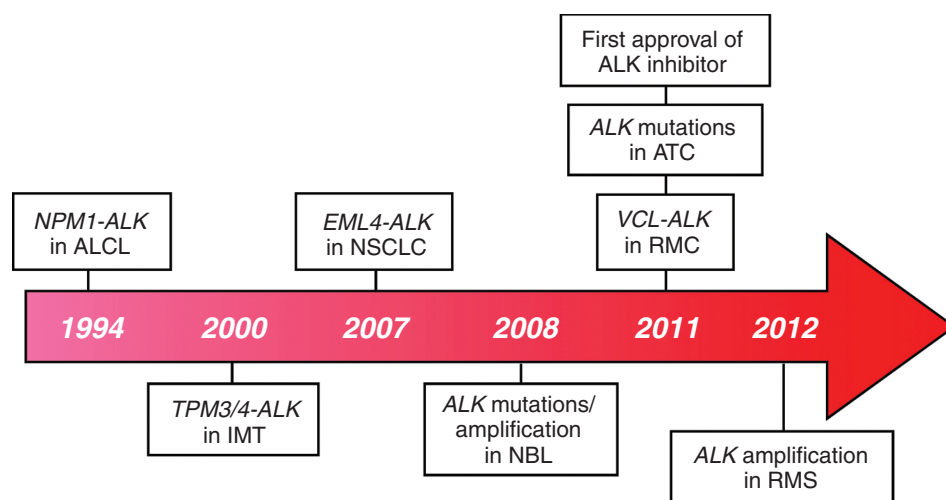 First approval of
ALK inhibitor
ALK mutations
in ATC
NPM1-ALK
in ALCL
EML4-ALK
in NSCLC
VCL-ALK
in RMC
1994 2000 2007 2008 2011 2012
TPM3/4-ALK
in IMT
ALK mutations/
amplification
in NBL
ALK amplification
in RMS